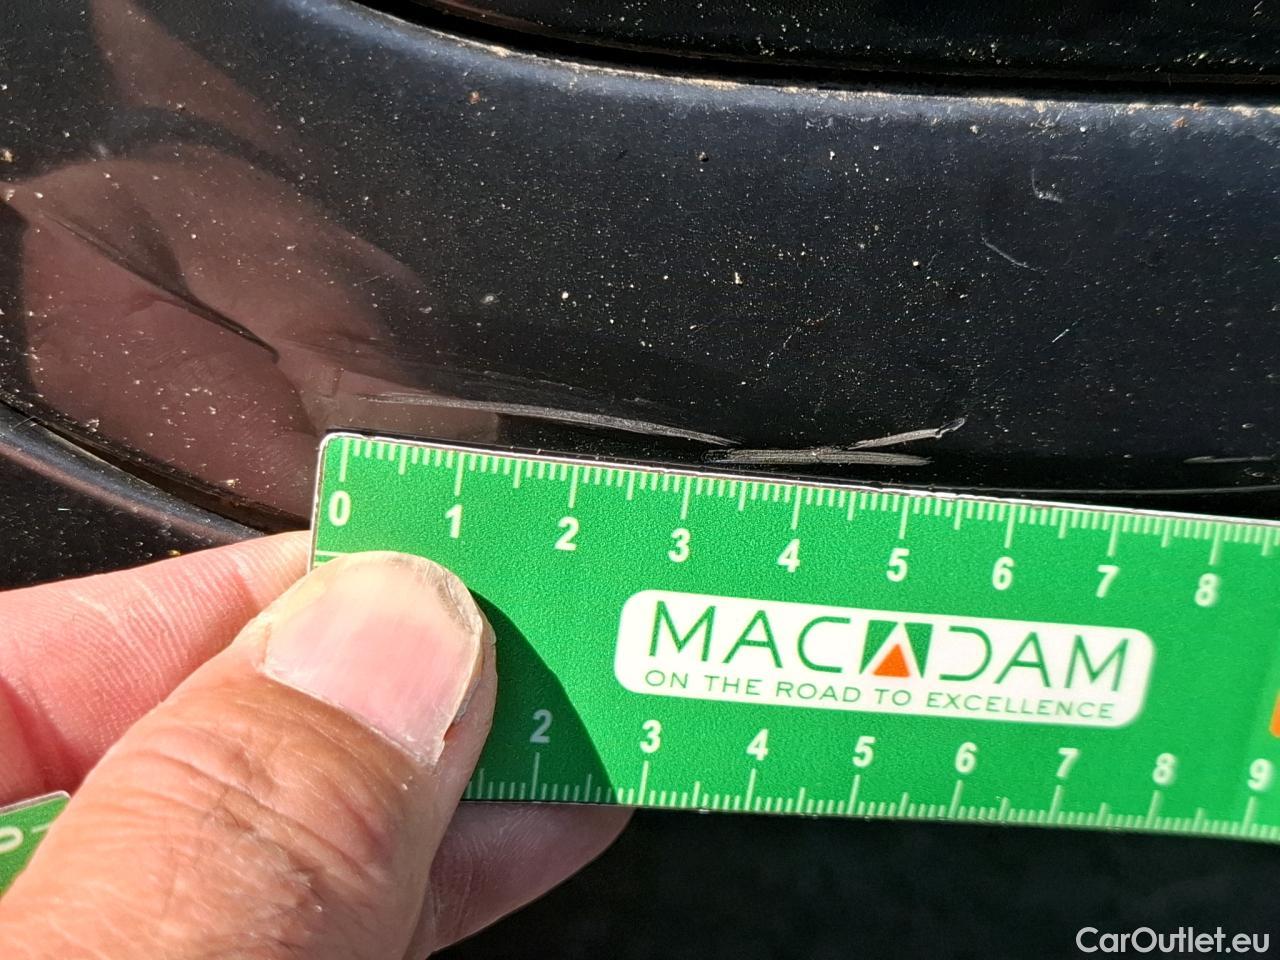 0 1 2 3 4 5 6 7 8
MACADAM
ON THE ROAD TO EXCELLENCE
2 3 4 5 6 7 8 9
0
CarOutlet.eu